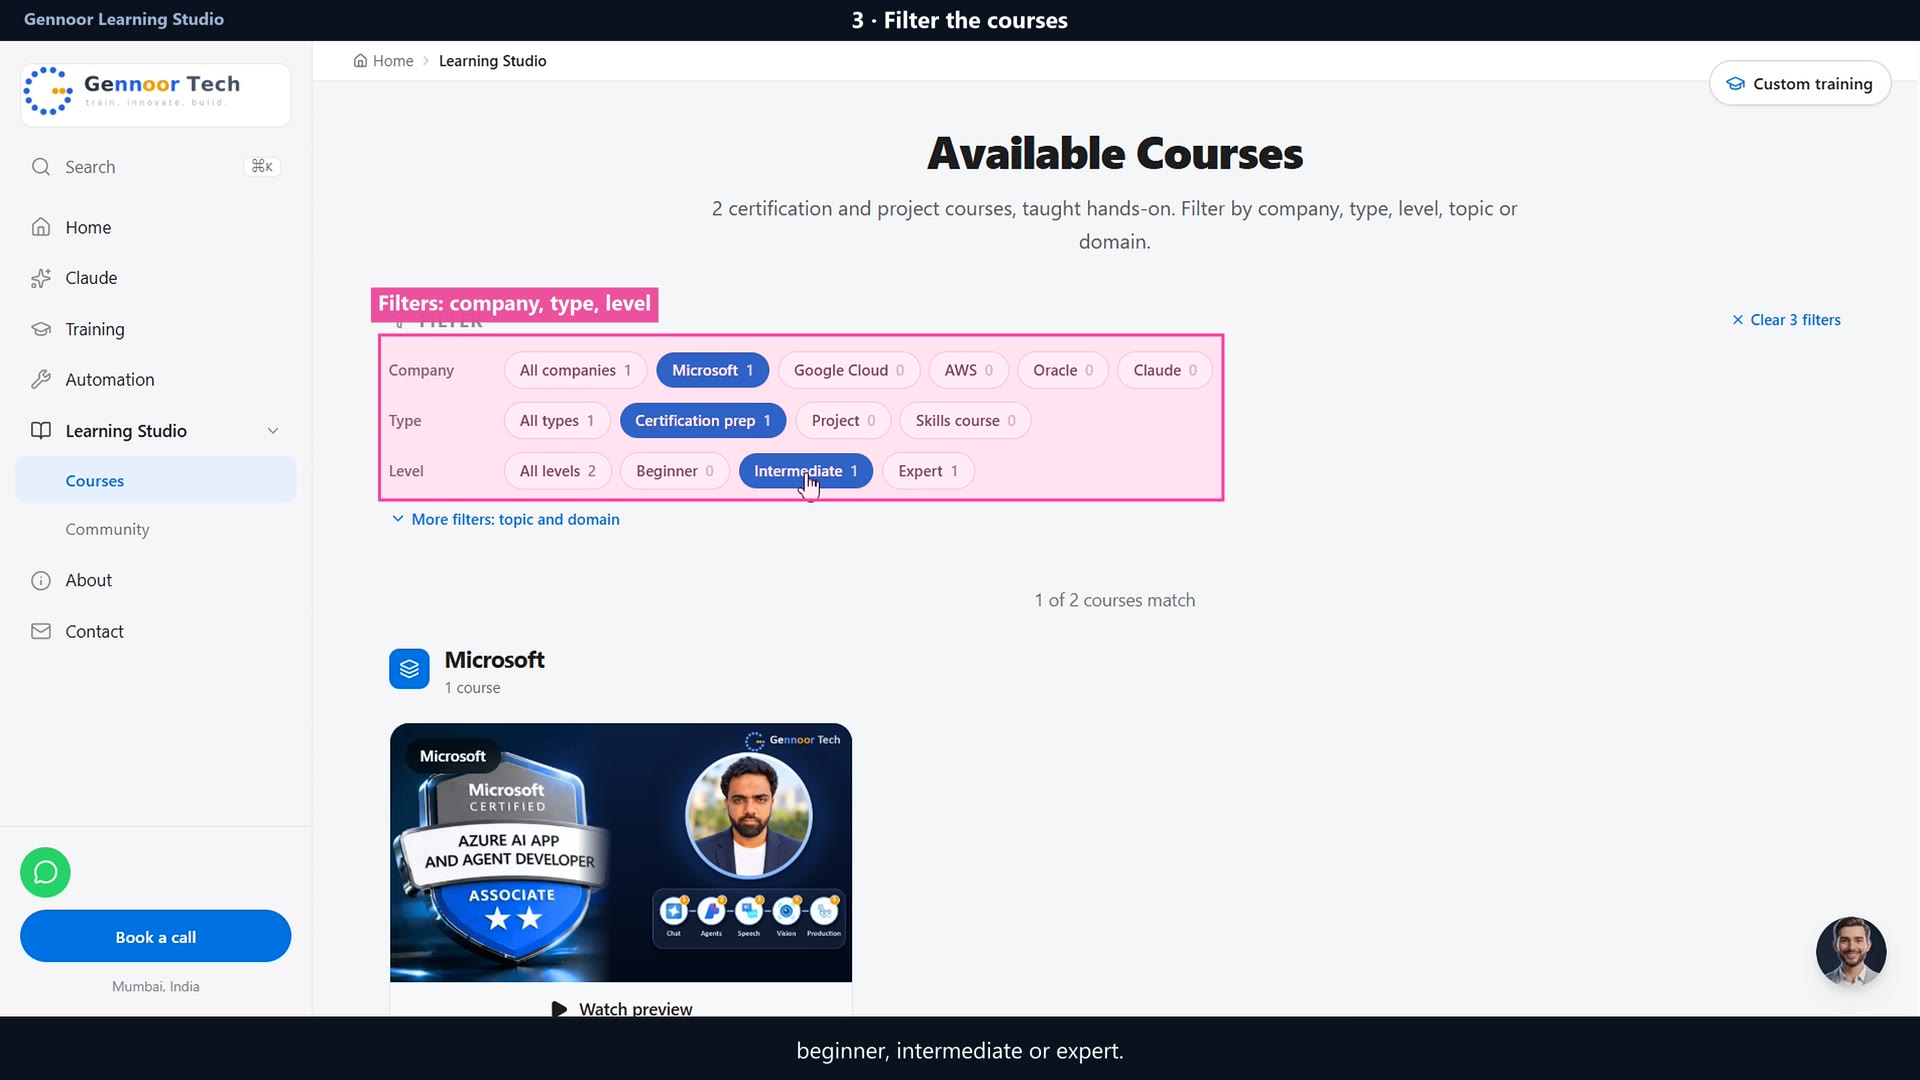 Gennoor Learning Studio
3 · Filter the courses
Gennoor Tech
train. innovate. build.
Search ⌘K
Home
Claude
Training
Automation
Learning Studio
Courses
Community
About
Contact
Book a call
Mumbai, India
Home > Learning Studio
Custom training
Available Courses
2 certification and project courses, taught hands-on. Filter by company, type, level, topic or
domain.
Filters: company, type, level
FILTER
Clear 3 filters
Company All companies 1 Microsoft 1 Google Cloud 0 AWS 0 Oracle 0 Claude 0
Type All types 1 Certification prep 1 Project 0 Skills course 0
Level All levels 2 Beginner 0 Intermediate 1 Expert 1
More filters: topic and domain
1 of 2 courses match
Microsoft
1 course
Microsoft
Gennoor Tech
Microsoft
CERTIFIED
AZURE AI APP
AND AGENT DEVELOPER
ASSOCIATE
Chat Agents Speech Vision Production
Watch preview
beginner, intermediate or expert.